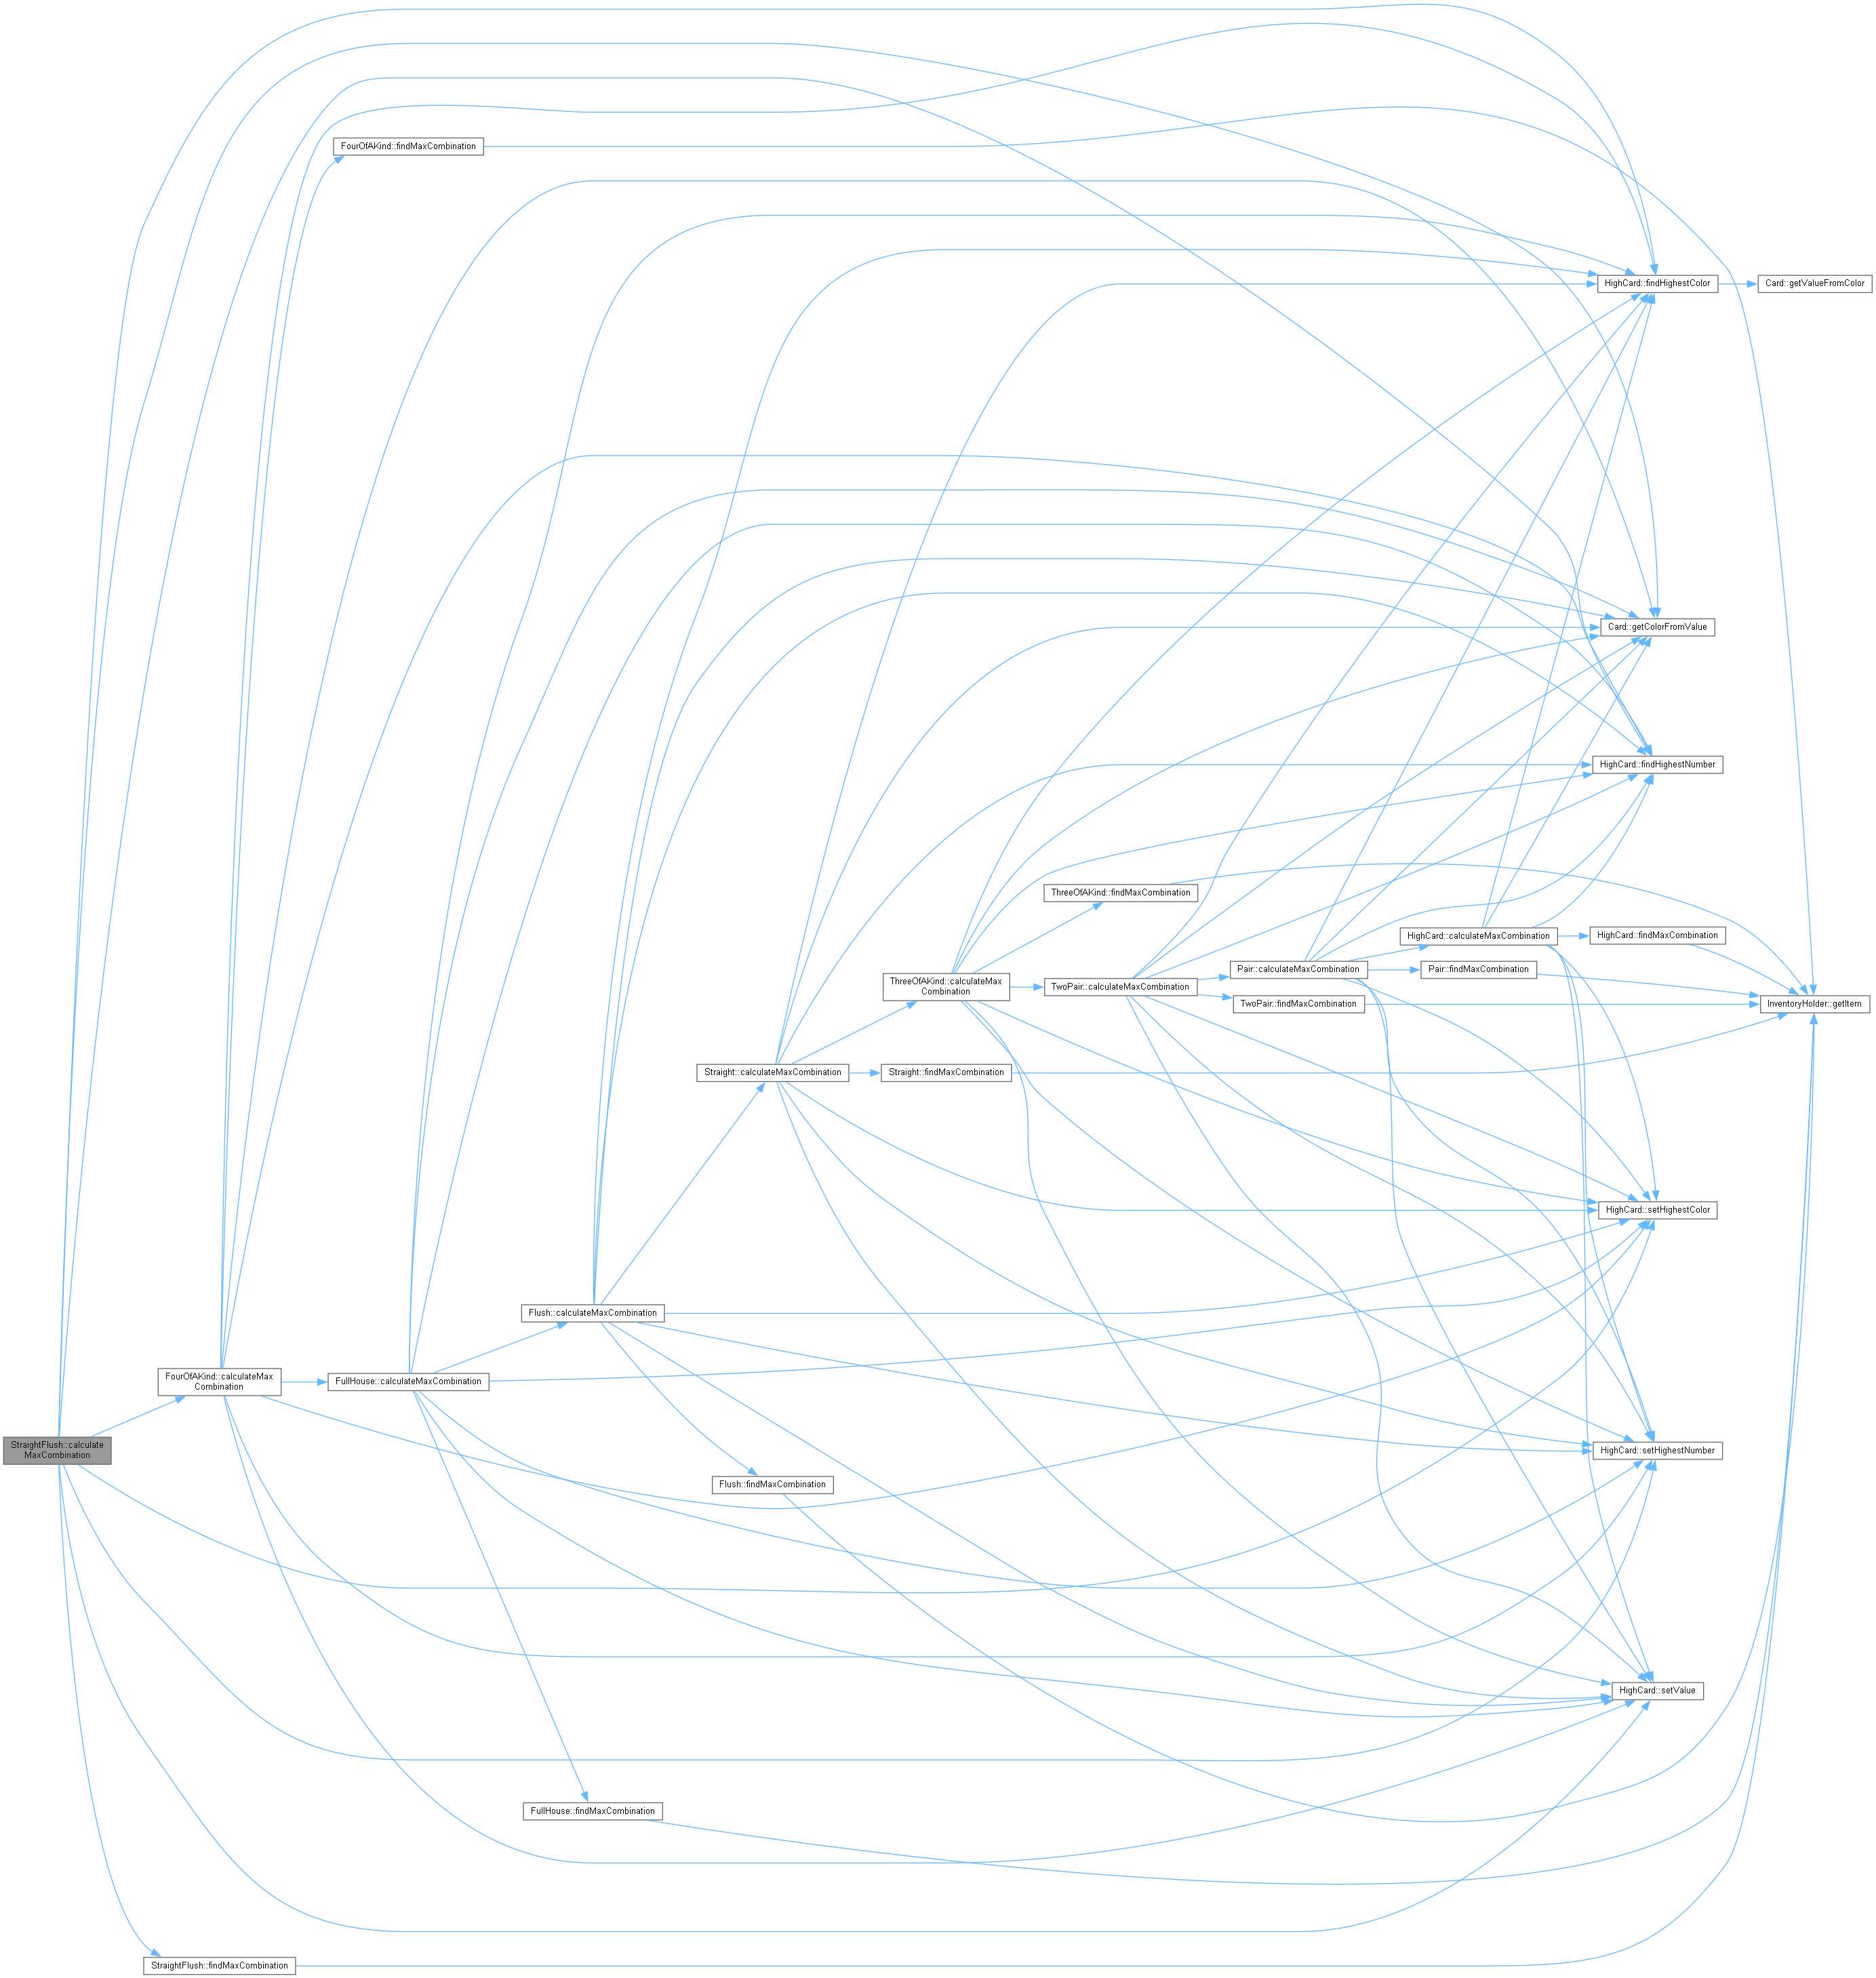 FourOfAKind::findMaxCombination
HighCard::findHighestColor
Card::getValueFromColor
Card::getColorFromValue
HighCard::findHighestNumber
ThreeOfAKind::findMaxCombination
HighCard::calculateMaxCombination
HighCard::findMaxCombination
Pair::calculateMaxCombination
Pair::findMaxCombination
ThreeOfAKind::calculateMax
Combination
TwoPair::calculateMaxCombination
TwoPair::findMaxCombination
InventoryHolder::getItem
Straight::calculateMaxCombination
Straight::findMaxCombination
HighCard::setHighestColor
Flush::calculateMaxCombination
FourOfAKind::calculateMax
Combination
FullHouse::calculateMaxCombination
StraightFlush::calculate
MaxCombination
HighCard::setHighestNumber
Flush::findMaxCombination
HighCard::setValue
FullHouse::findMaxCombination
StraightFlush::findMaxCombination